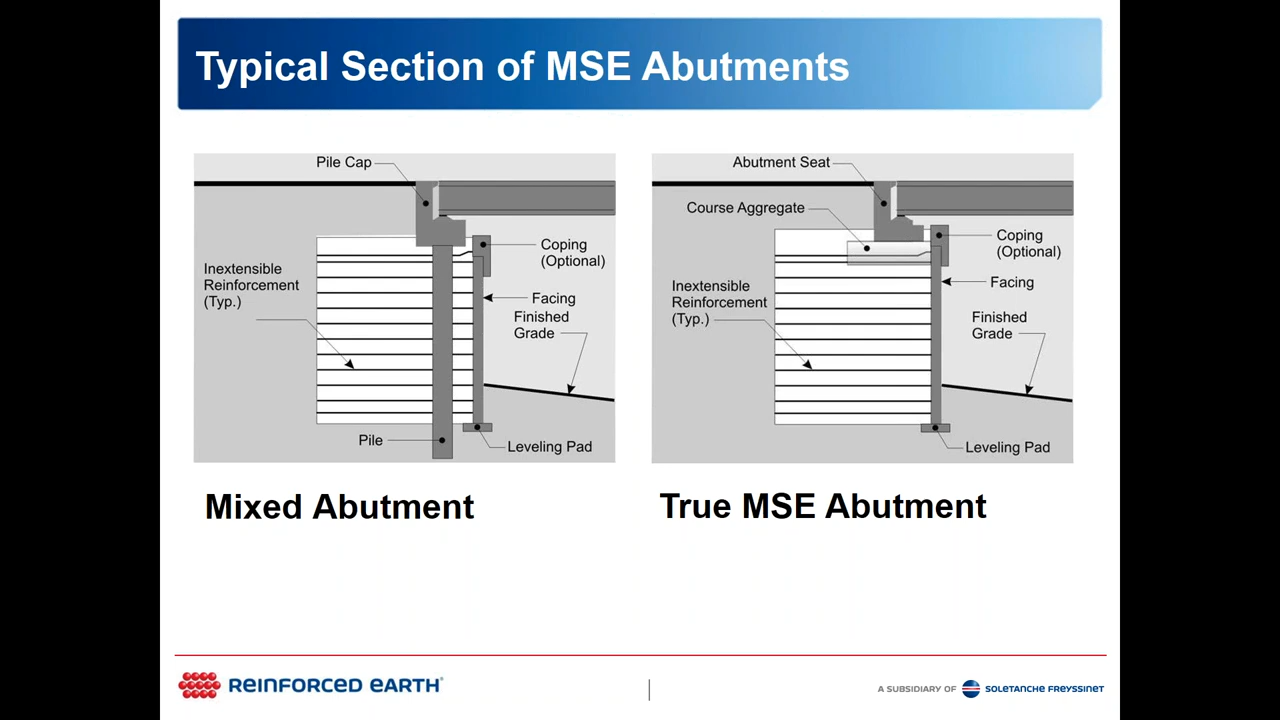 Typical Section of MSE Abutments
Pile Cap
Coping
(Optional)
Inextensible
Reinforcement
(Typ.)
Facing
Finished
Grade
Pile
Leveling Pad
Mixed Abutment
Abutment Seat
Course Aggregate
Coping
(Optional)
Inextensible
Reinforcement
(Typ.)
Facing
Finished
Grade
Leveling Pad
True MSE Abutment
REINFORCED EARTH®
A SUBSIDIARY OF SOLETANCHE FREYSSINET